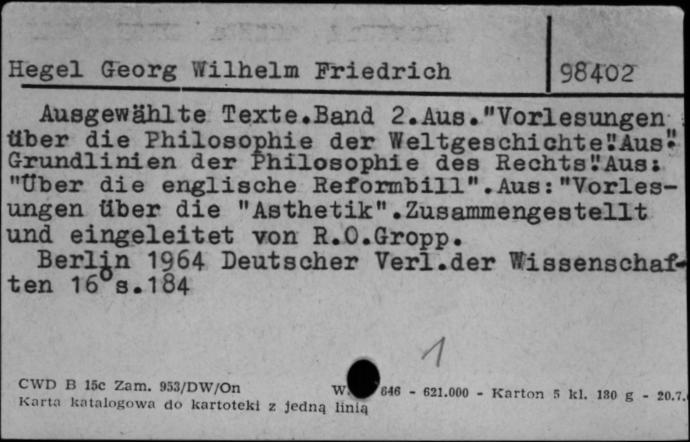 Hegel Georg Wilhelm Friedrich 98402
Ausgewählte Texte.Band 2.Aus."Vorlesungen
über die Philosophie der Weltgeschichte".Aus"
Grundlinien der Philosophie des Rechts".Aus:
"Über die englische Reformbill".Aus:"Vorles-
ungen über die "Asthetik".Zusammengestellt
und eingeleitet von R.O.Gropp.
Berlin 1964 Deutscher Verl.der Wissenschaf-
ten 16° s.184
1
CWD B 15c Zam. 953/DW/On 646 - 621.000 - Karton 5 kl. 180 g - 20.7.
Karta katalogowa do kartoteki z jedną linią